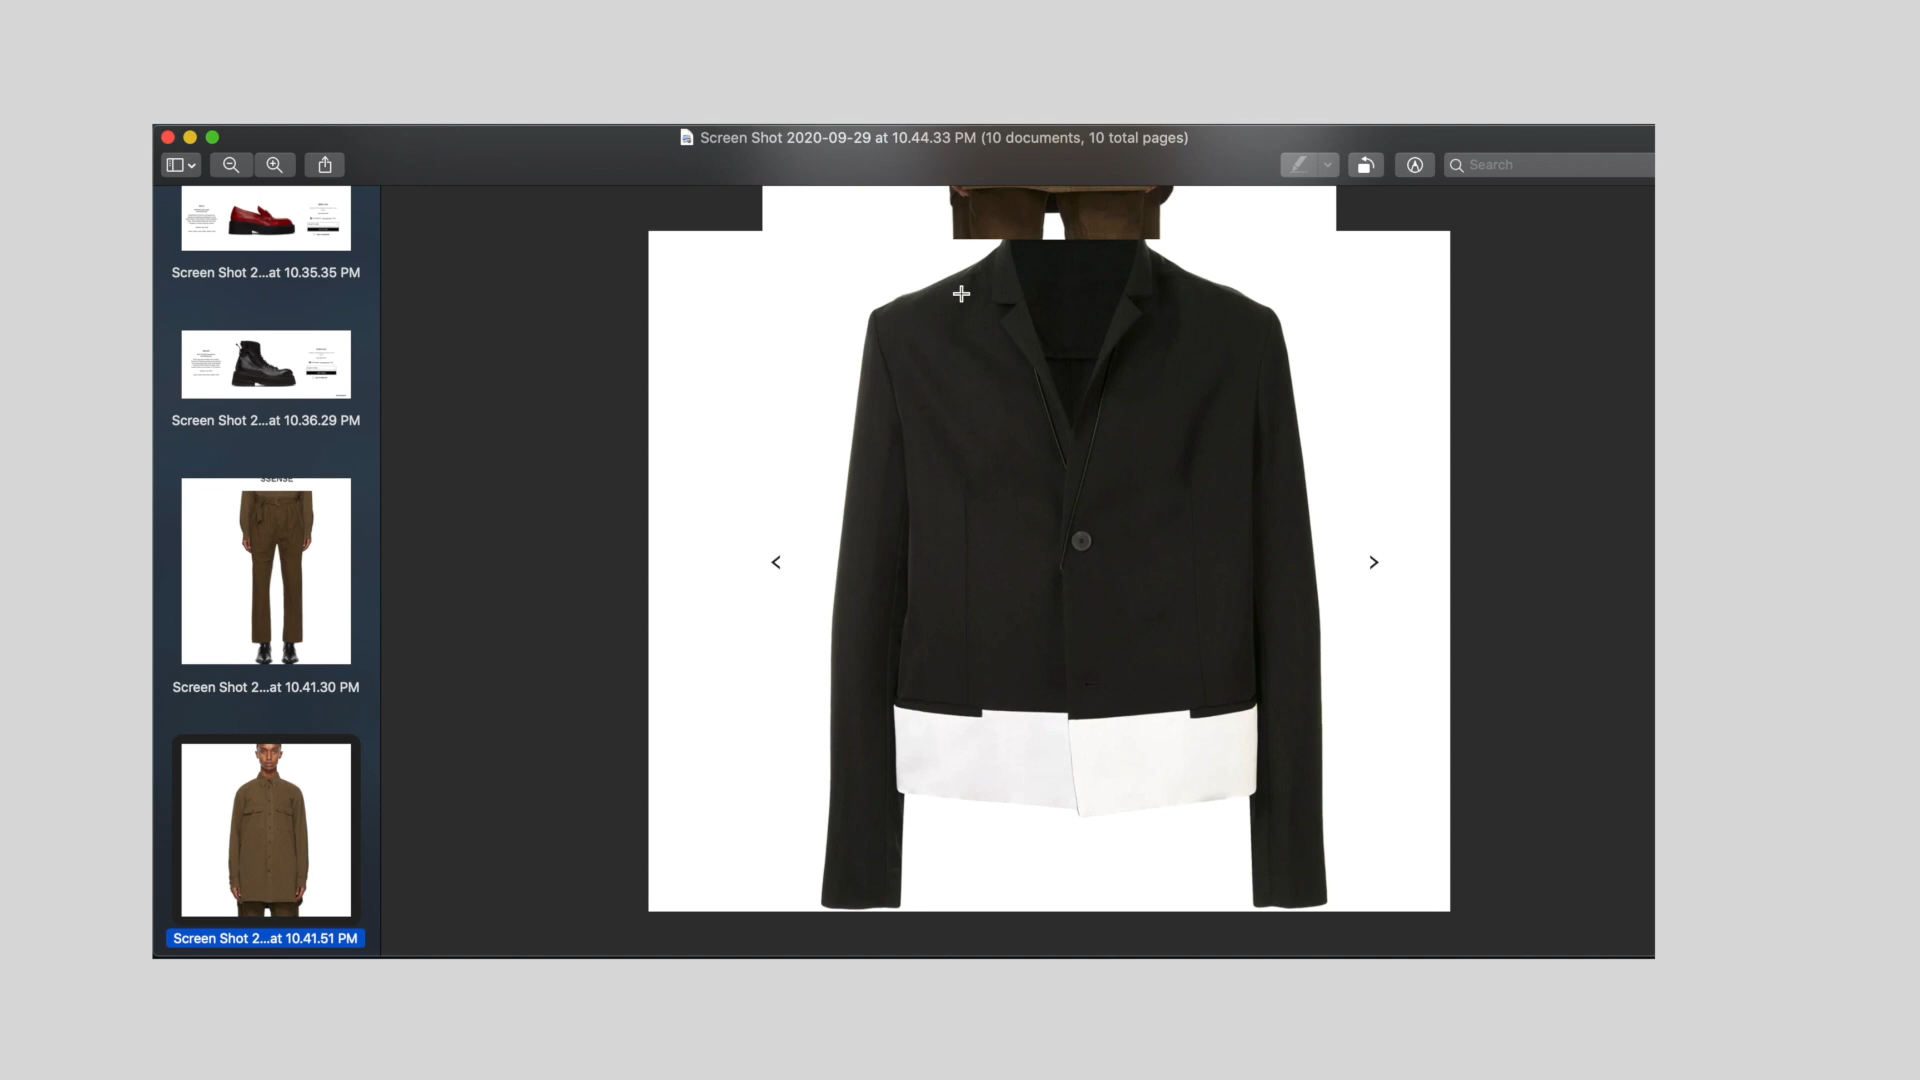 Screen Shot 2020-09-29 at 10.44.33 PM (10 documents, 10 total pages)
Search
Screen Shot 2...at 10.35.35 PM
Screen Shot 2...at 10.36.29 PM
SSENSE
Screen Shot 2...at 10.41.30 PM
Screen Shot 2...at 10.41.51 PM